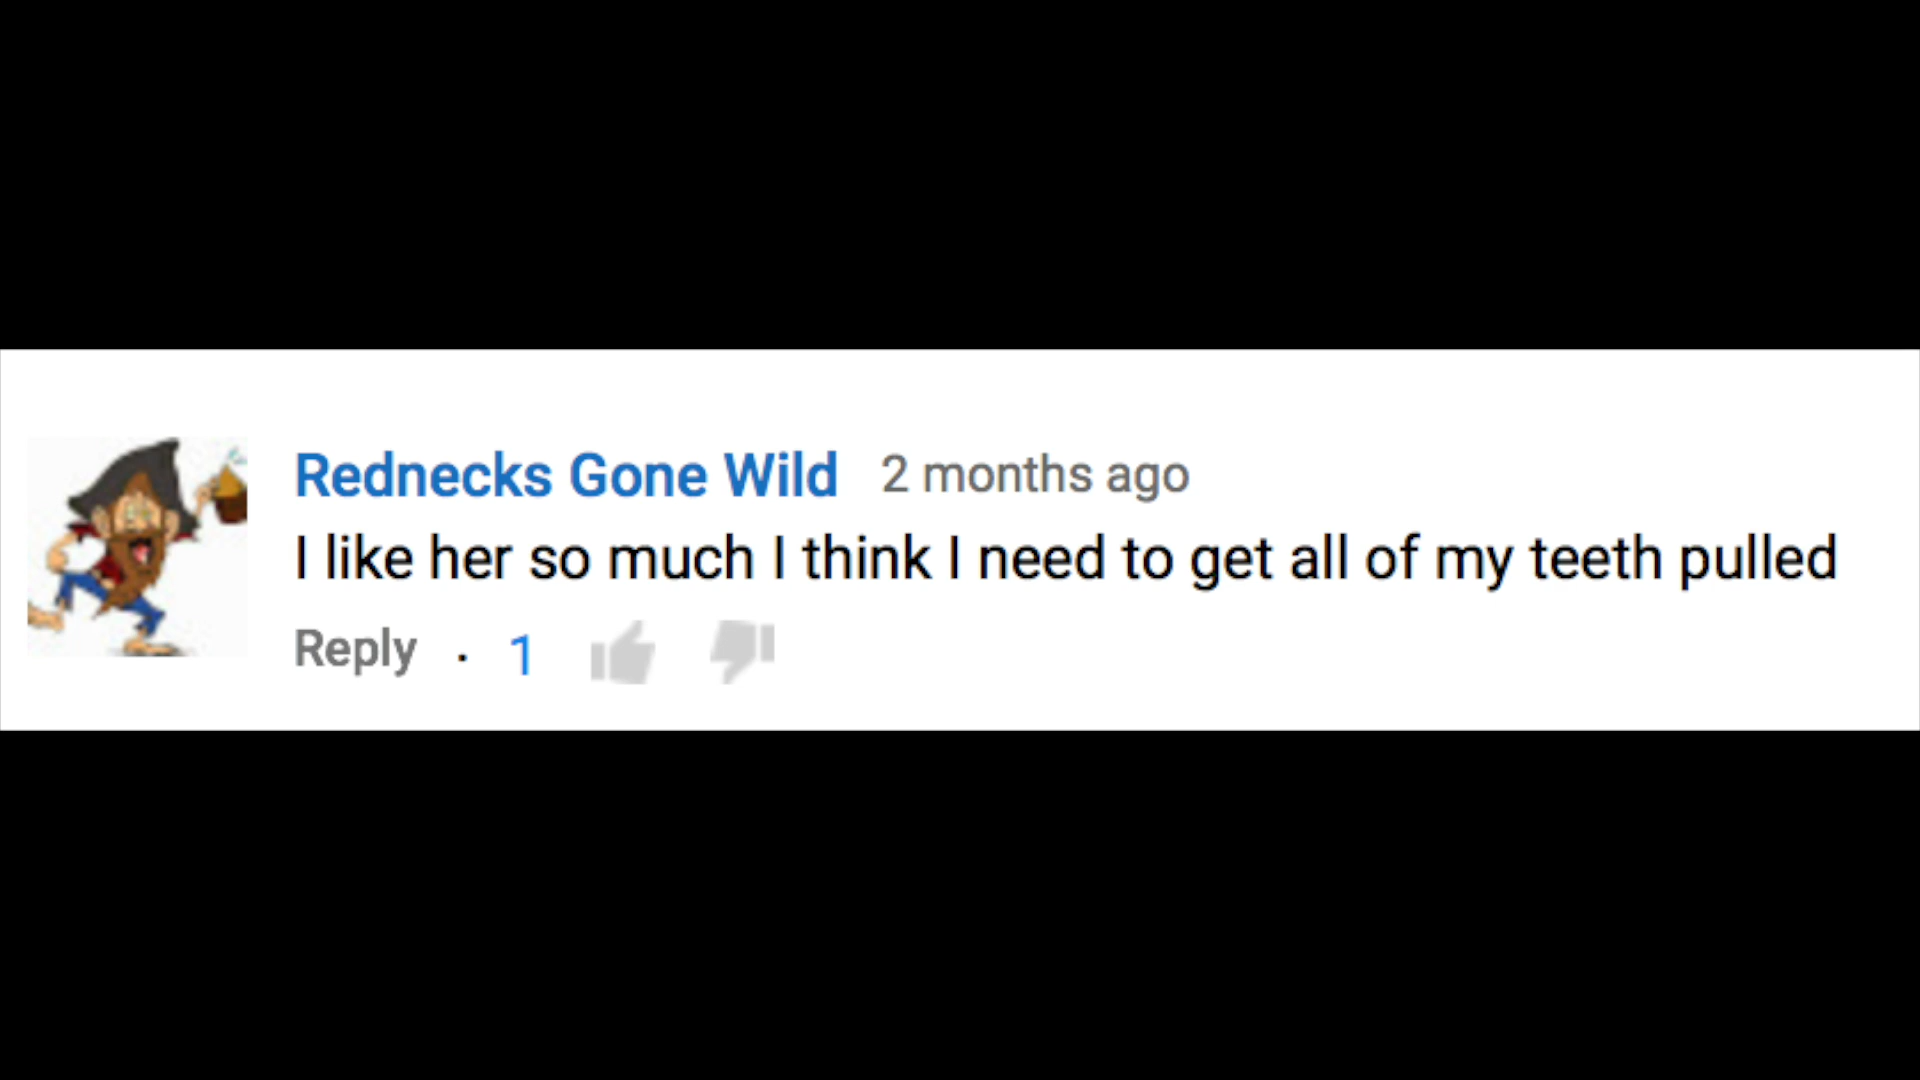 Rednecks Gone Wild 2 months ago
I like her so much I think I need to get all of my teeth pulled
Reply · 1